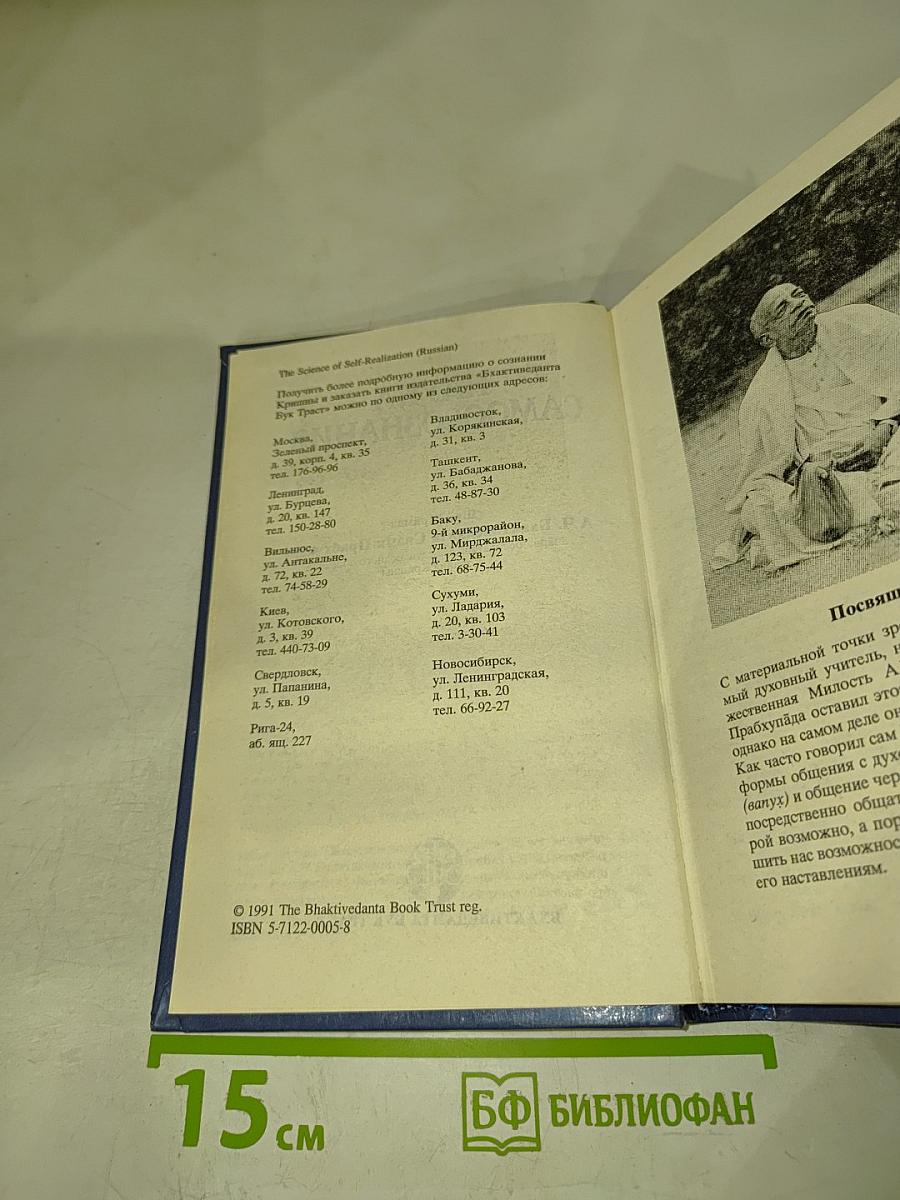 The Science of Self-Realization (Russian)
Получить более подробную информацию о сознании
Кришны и заказать книги издательства «Бхактиведанта
Бук Траст» можно по одному из следующих адресов:
Москва,
Зеленый проспект,
д. 39, корп. 4, кв. 35
тел. 176-96-96
Ленинград,
ул. Бурцева,
д. 20, кв. 147
тел. 150-28-80
Вильнюс,
ул. Антакальне,
д. 72, кв. 22
тел. 74-58-29
Киев,
ул. Котовского,
д. 3, кв. 39
тел. 440-73-09
Свердловск,
ул. Папанина,
д. 5, кв. 19
Рига-24,
аб. ящ. 227
Владивосток,
ул. Корякинская,
д. 31, кв. 3
Ташкент,
ул. Бабаджанова,
д. 36, кв. 34
тел. 48-87-30
Баку,
9-й микрорайон,
ул. Мирджалала,
д. 123, кв. 72
тел. 68-75-44
Сухуми,
ул. Ладария,
д. 20, кв. 103
тел. 3-30-41
Новосибирск,
ул. Ленинградская,
д. 111, кв. 20
тел. 66-92-27
© 1991 The Bhaktivedanta Book Trust reg.
ISBN 5-7122-0005-8
Посвящ
С материальной точки зре
мый духовный учитель, н
жественная Милость А.
Прабхупа̄да оставил этот
однако на самом деле он
Как часто говорил сам
формы общения с духо
(вапух̣) и общение чер
посредственно общат
рой возможно, а пор
шить нас возможнос
его наставлениям.
15 см
БФ БИБЛИОФАН